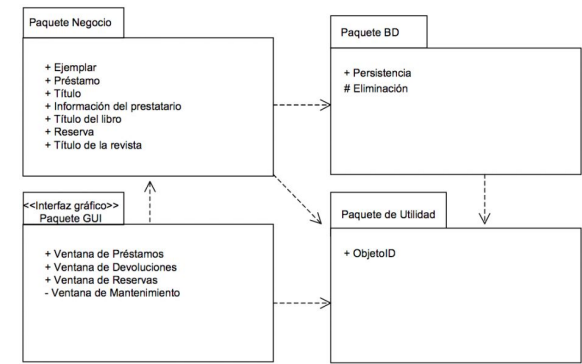 Paquete Negocio
+ Ejemplar
+ Préstamo
+ Título
+ Información del prestatario
+ Título del libro
+ Reserva
+ Título de la revista
Paquete BD
+ Persistencia
# Eliminación
<<Interfaz gráfico>>
Paquete GUI
+ Ventana de Préstamos
+ Ventana de Devoluciones
+ Ventana de Reservas
- Ventana de Mantenimiento
Paquete de Utilidad
+ ObjetoID